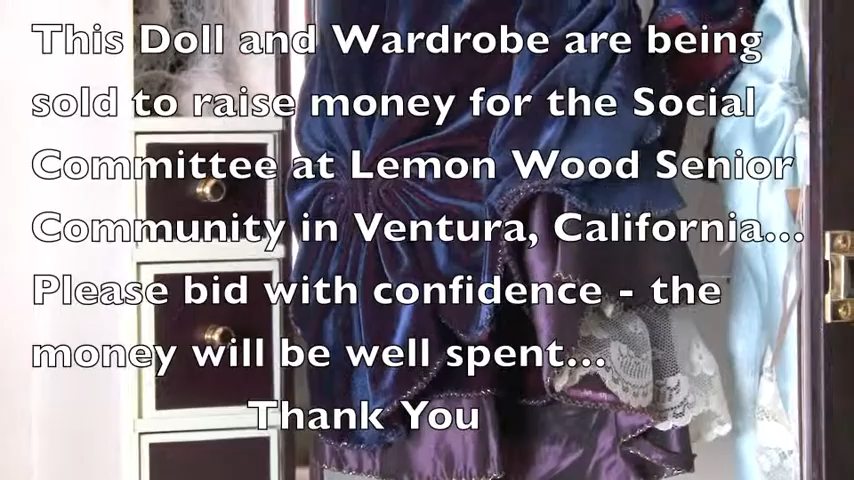 This Doll and Wardrobe are being
sold to raise money for the Social
Committee at Lemon Wood Senior
Community in Ventura, California...
Please bid with confidence - the
money will be well spent...
Thank You